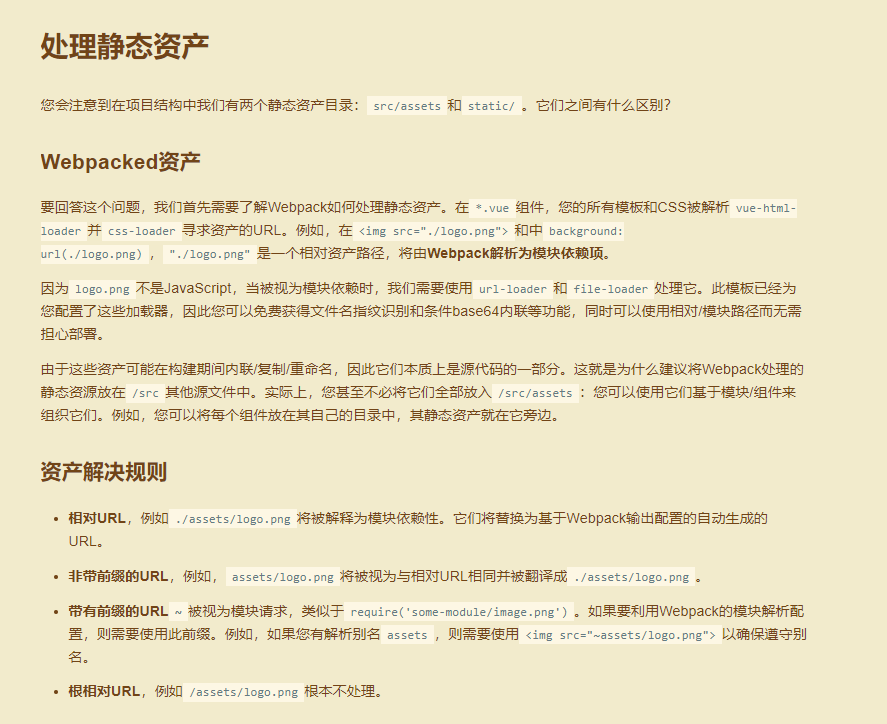 处理静态资产
您会注意到在项目结构中我们有两个静态资产目录： src/assets 和 static/ 。它们之间有什么区别？
Webpacked资产
要回答这个问题，我们首先需要了解Webpack如何处理静态资产。在 *.vue 组件，您的所有模板和CSS被解析 vue-html-
loader 并 css-loader 寻求资产的URL。例如，在 <img src="./logo.png"> 和中 background:
url(./logo.png) ， "./logo.png" 是一个相对资产路径，将由Webpack解析为模块依赖项。
因为 logo.png 不是JavaScript，当被视为模块依赖时，我们需要使用 url-loader 和 file-loader 处理它。此模板已经为
您配置了这些加载器，因此您可以免费获得文件名指纹识别和条件base64内联等功能，同时可以使用相对/模块路径而无需
担心部署。
由于这些资产可能在构建期间内联/复制/重命名，因此它们本质上是源代码的一部分。这就是为什么建议将Webpack处理的
静态资源放在 /src 其他源文件中。实际上，您甚至不必将它们全部放入 /src/assets ：您可以使用它们基于模块/组件来
组织它们。例如，您可以将每个组件放在其自己的目录中，其静态资产就在它旁边。
资产解决规则
• 相对URL，例如 ./assets/logo.png 将被解释为模块依赖性。它们将替换为基于Webpack输出配置的自动生成的
URL。
• 非带前缀的URL，例如， assets/logo.png 将被视为与相对URL相同并被翻译成 ./assets/logo.png 。
• 带有前缀的URL ~ 被视为模块请求，类似于 require('some-module/image.png') 。如果要利用Webpack的模块解析配
置，则需要使用此前缀。例如，如果您有解析别名 assets ，则需要使用 <img src="~assets/logo.png"> 以确保遵守别
名。
• 根相对URL，例如 /assets/logo.png 根本不处理。